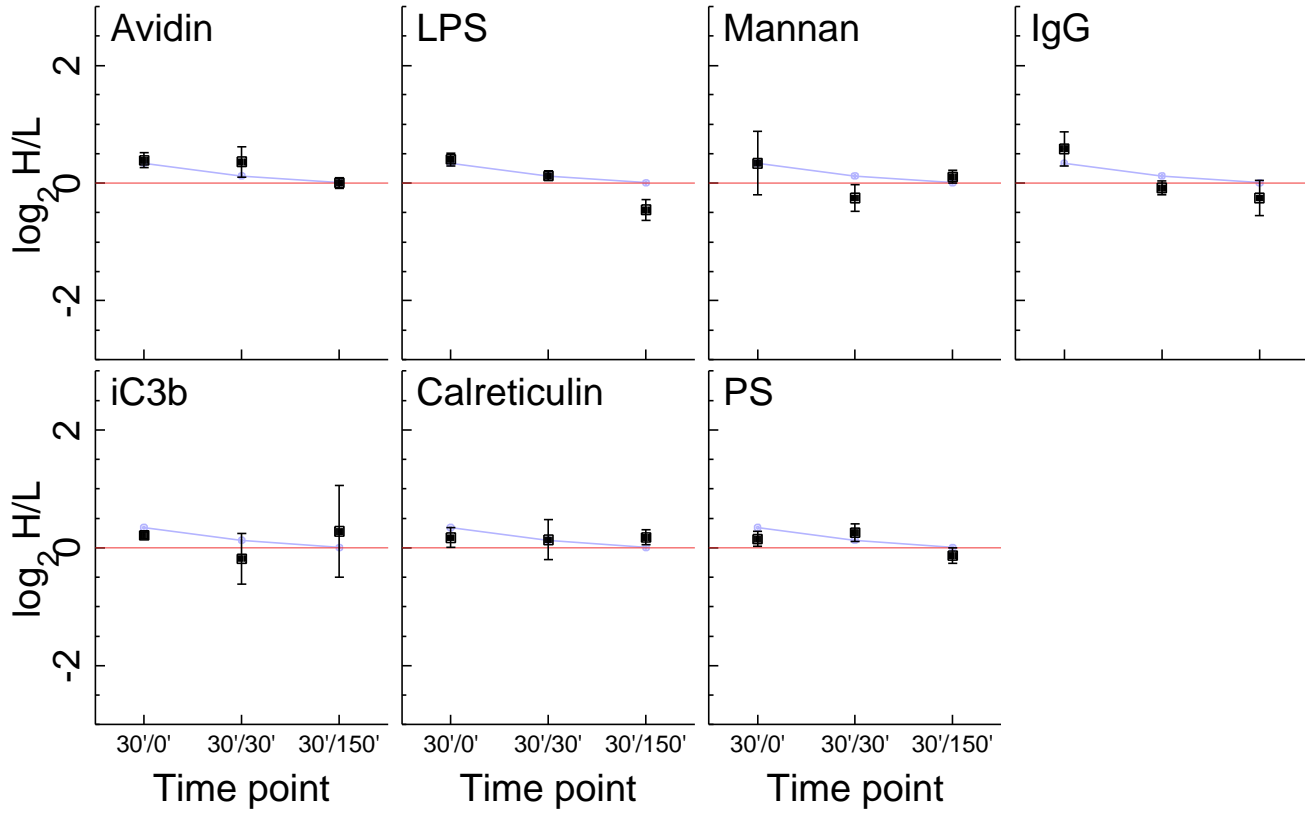 Avidin LPS Mannan IgG
2
0
-2
log2 H/L
iC3b Calreticulin PS
2
0
-2
log2 H/L
30'/0' 30'/30' 30'/150' 30'/0' 30'/30' 30'/150' 30'/0' 30'/30' 30'/150'
Time point Time point Time point